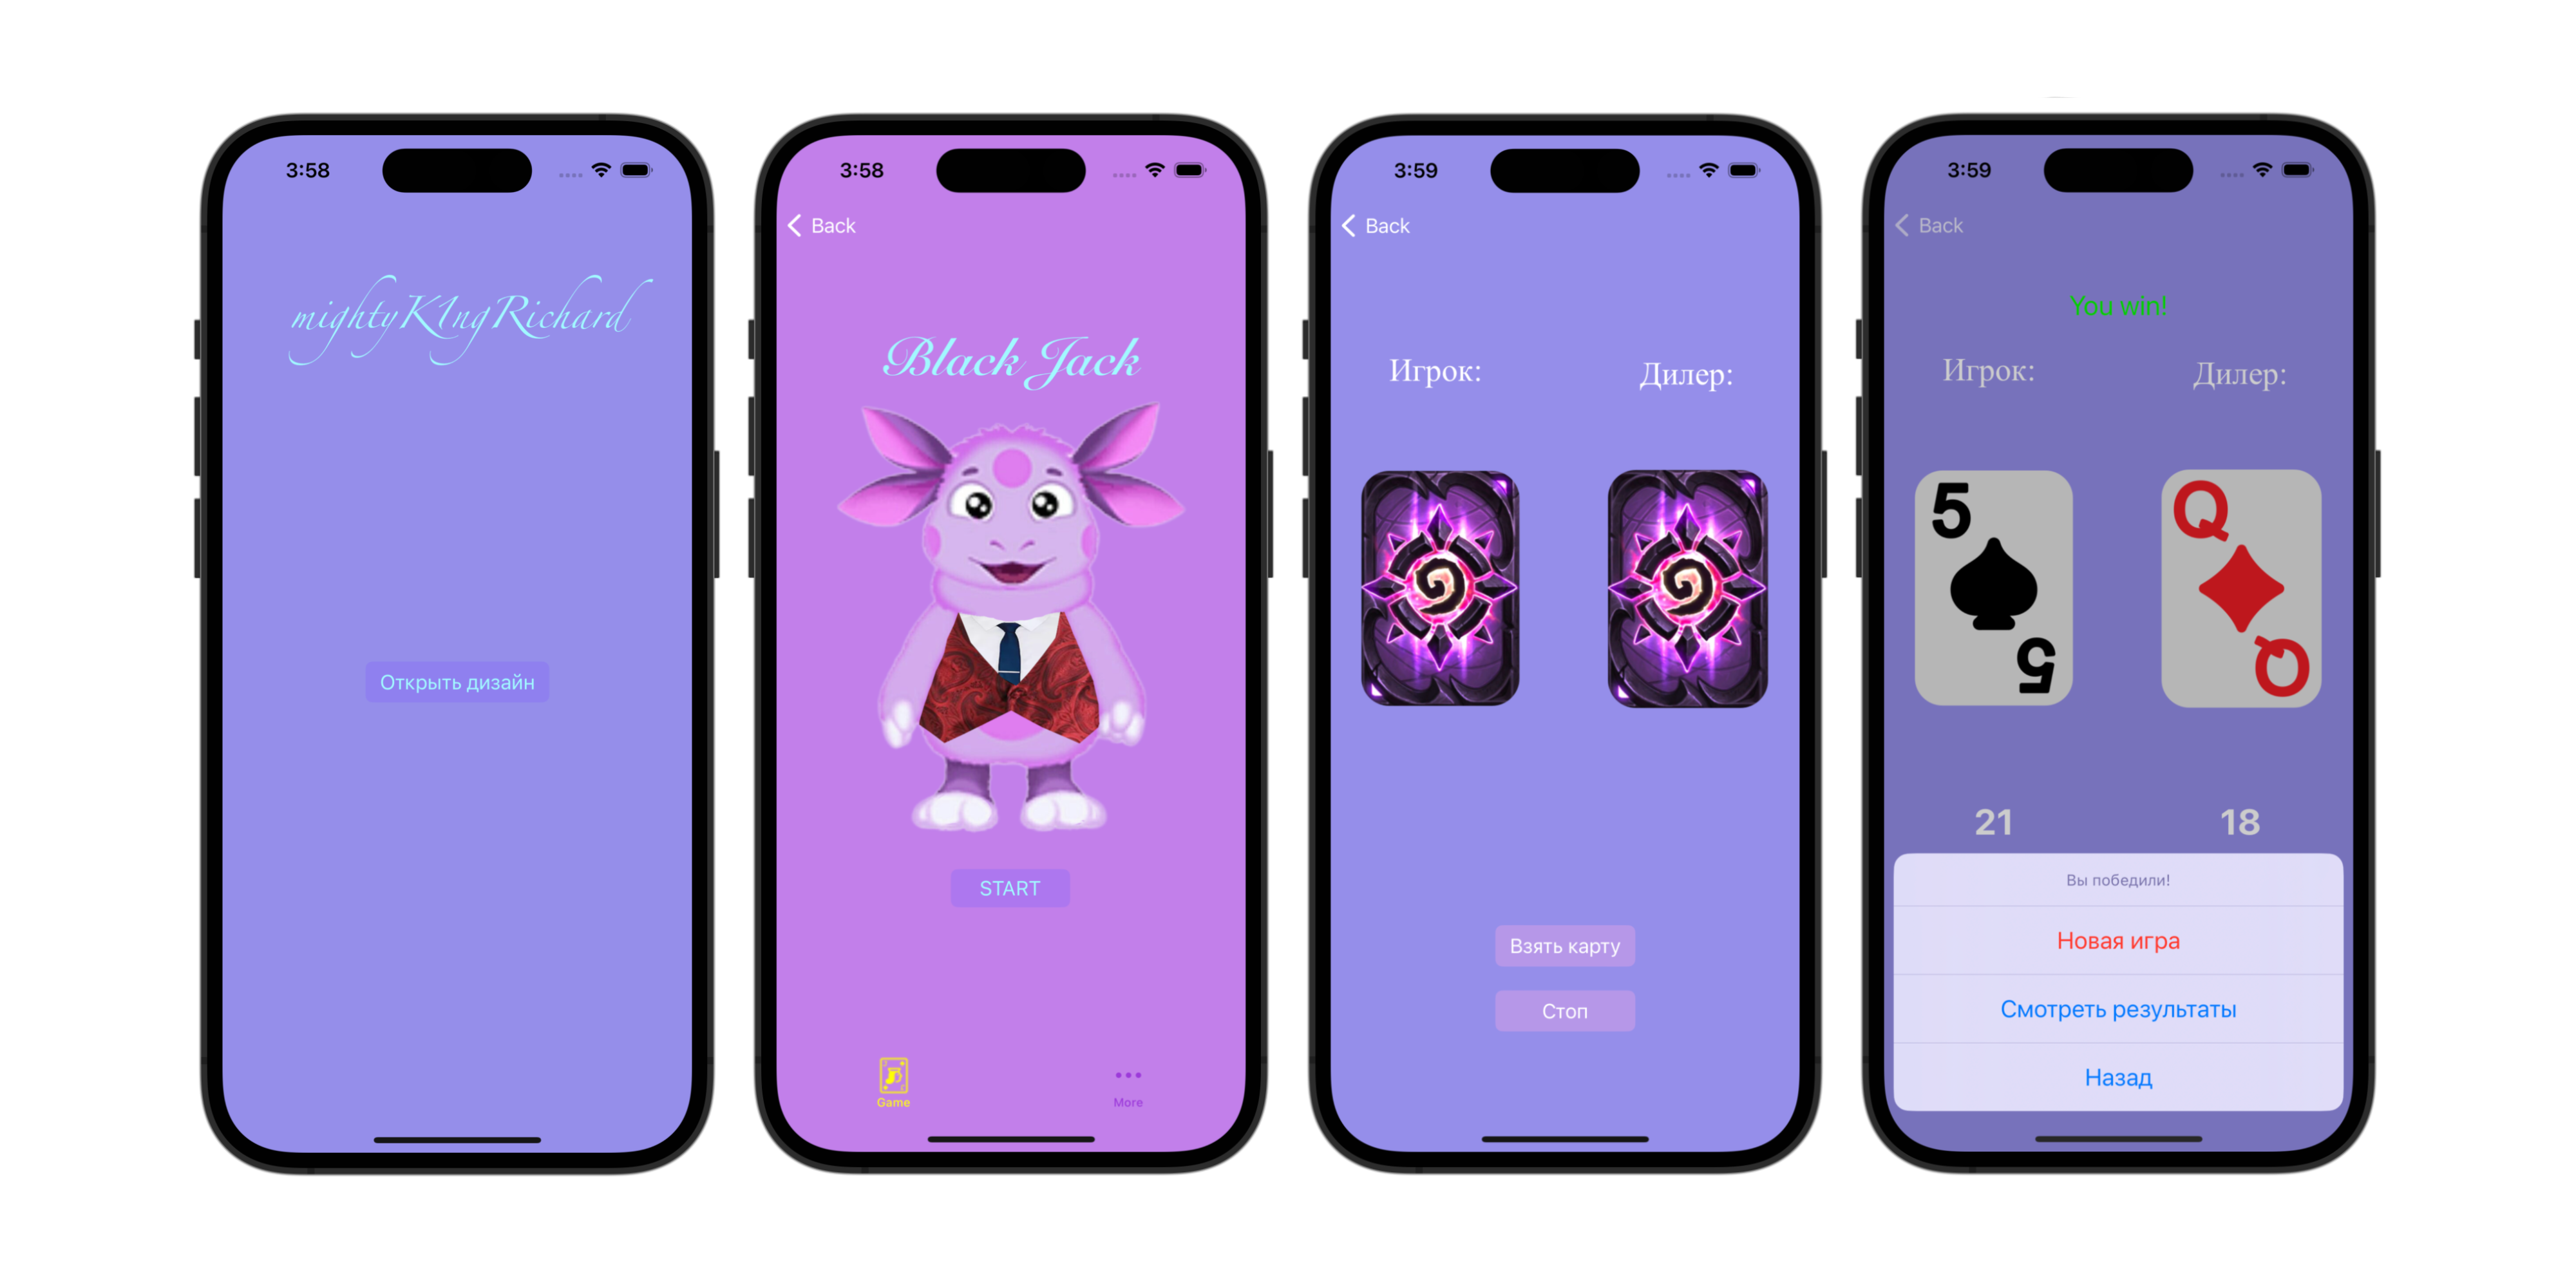 3:58
mightyK1ngRichard
Открыть дизайн
3:58
Back
Black Jack
START
Game
More
3:59
Back
Игрок:
Дилер:
Взять карту
Стоп
3:59
Back
You win!
Игрок:
Дилер:
5
5
Q
Q
21
18
Вы победили!
Новая игра
Смотреть результаты
Назад